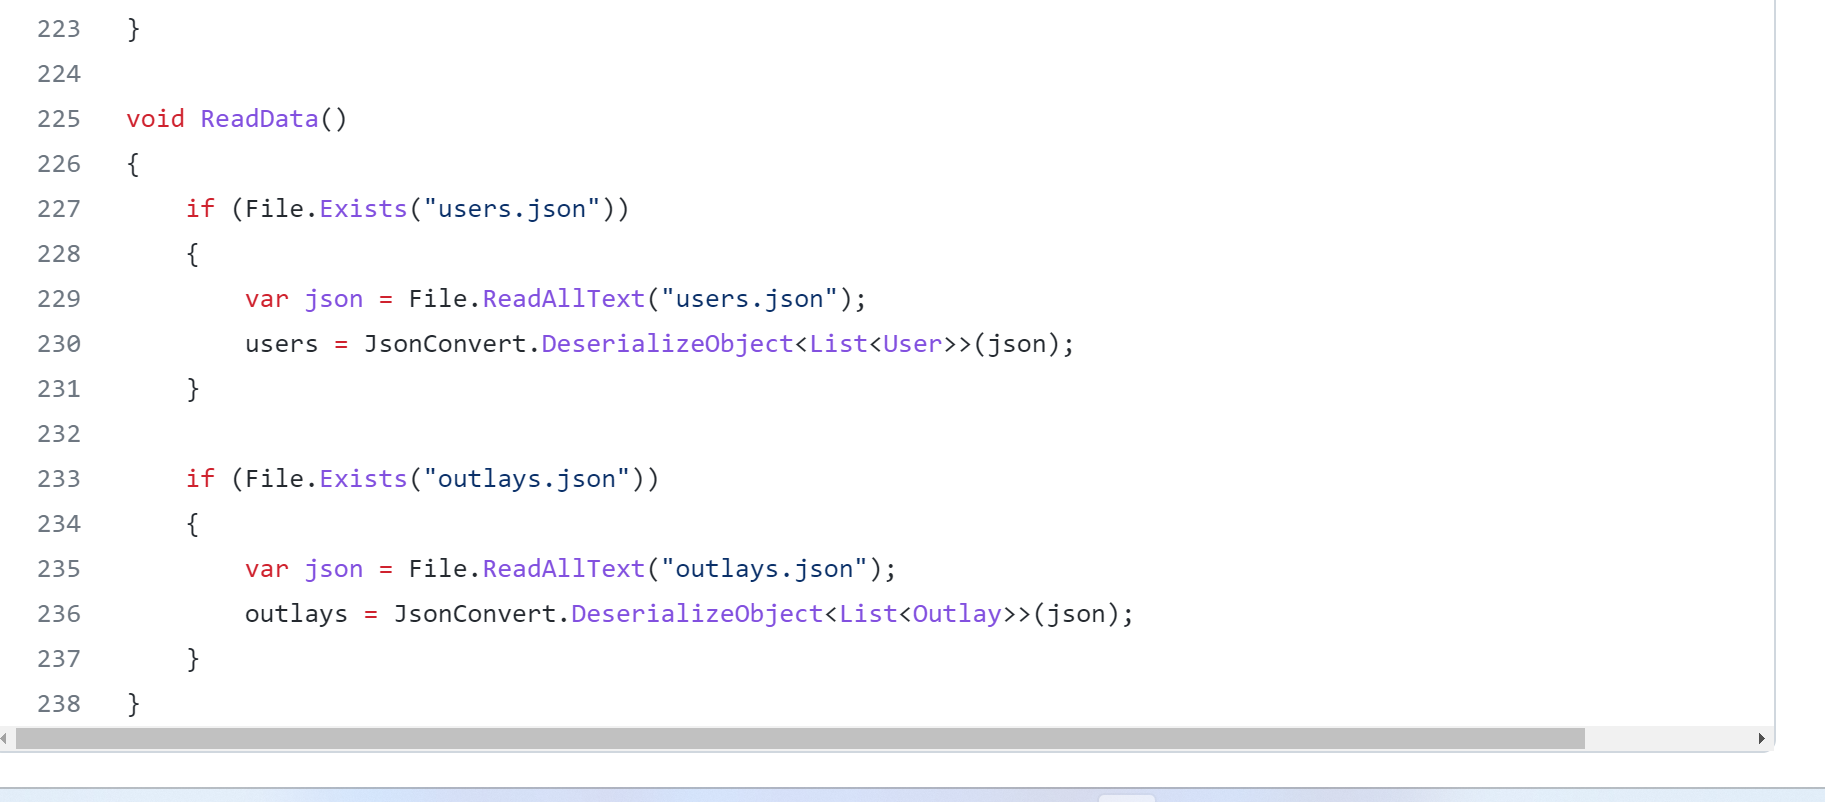 223 }
224
225 void ReadData()
226 {
227     if (File.Exists("users.json"))
228     {
229         var json = File.ReadAllText("users.json");
230         users = JsonConvert.DeserializeObject<List<User>>(json);
231     }
232
233     if (File.Exists("outlays.json"))
234     {
235         var json = File.ReadAllText("outlays.json");
236         outlays = JsonConvert.DeserializeObject<List<Outlay>>(json);
237     }
238 }